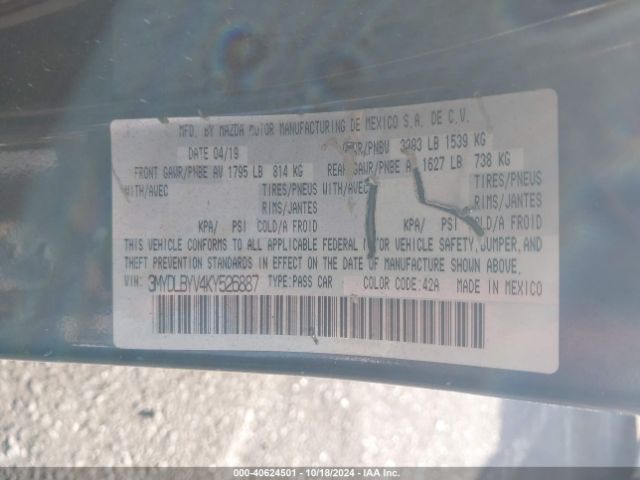 MFD. BY MAZDA MOTOR MANUFACTURING DE MEXICO S.A. DE C.V.
DATE 04/19 GVWR/PNBV 3393 LB 1539 KG
FRONT GAWR/PNBE AV 1795 LB 814 KG REAR GAWR/PNBE A 1627 LB 738 KG
WITH/AVEC TIRES/PNEUS WITH/AVEC TIRES/PNEUS
RIMS/JANTES RIMS/JANTES
KPA/ PSI COLD/A FROID KPA/ PSI COLD/A FROID
THIS VEHICLE CONFORMS TO ALL APPLICABLE FEDERAL MOTOR VEHICLE SAFETY, BUMPER, AND
THEFT PREVENTION STANDARDS IN EFFECT ON THE DATE OF MANUFACTURE SHOWN ABOVE.
VIN: 3MYDLBYV4KY526887 TYPE:PASS CAR COLOR CODE:42A MADE IN MEXICO
000-40624501 - 10/18/2024 - IAA Inc.